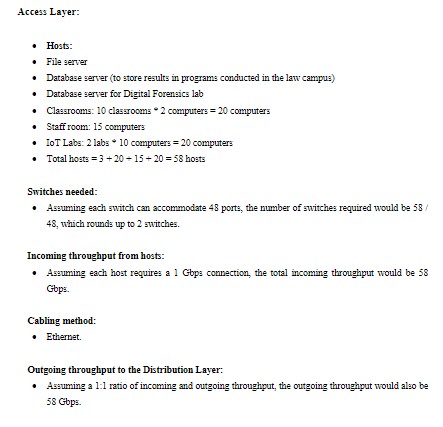 Access Layer:
• Hosts:
• File server
• Database server (to store results in programs conducted in the law campus)
• Database server for Digital Forensics lab
• Classrooms: 10 classrooms * 2 computers = 20 computers
• Staff room: 15 computers
• IoT Labs: 2 labs * 10 computers = 20 computers
• Total hosts = 3 + 20 + 15 + 20 = 58 hosts
Switches needed:
• Assuming each switch can accommodate 48 ports, the number of switches required would be 58 /
48, which rounds up to 2 switches.
Incoming throughput from hosts:
• Assuming each host requires a 1 Gbps connection, the total incoming throughput would be 58
Gbps.
Cabling method:
• Ethernet.
Outgoing throughput to the Distribution Layer:
• Assuming a 1:1 ratio of incoming and outgoing throughput, the outgoing throughput would also be
58 Gbps.